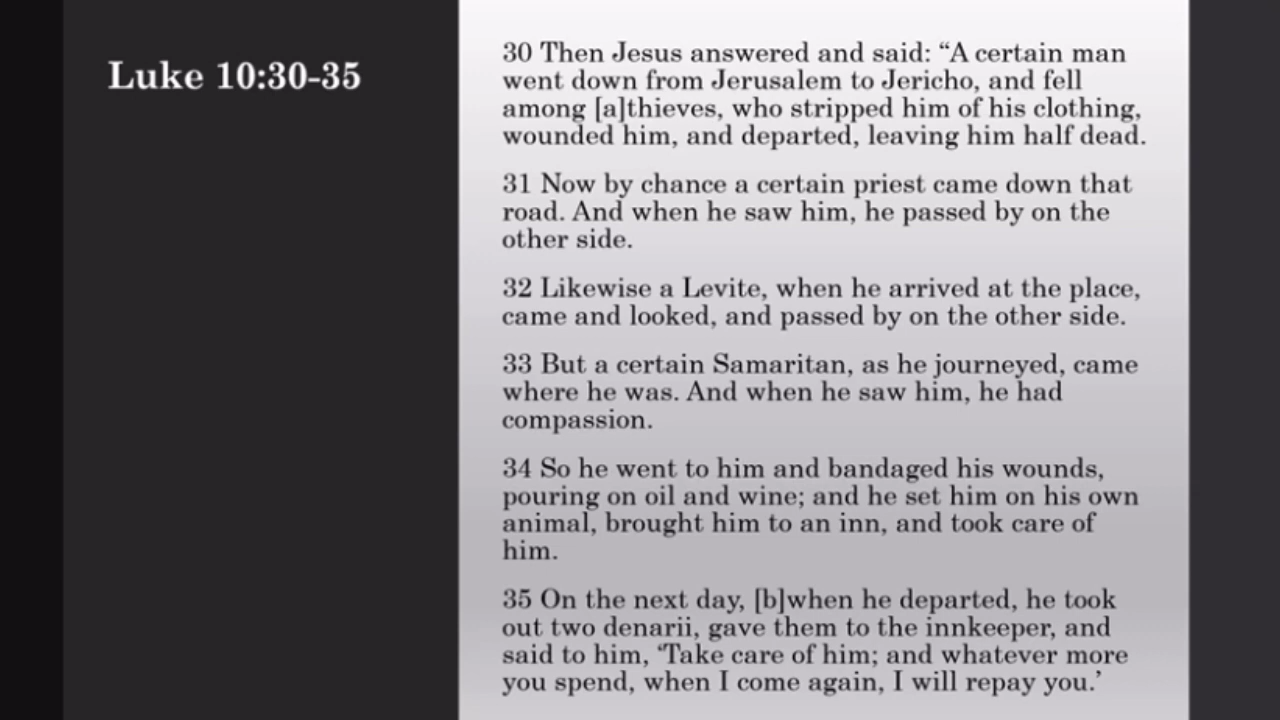 Luke 10:30-35
30 Then Jesus answered and said: “A certain man
went down from Jerusalem to Jericho, and fell
among [a]thieves, who stripped him of his clothing,
wounded him, and departed, leaving him half dead.
31 Now by chance a certain priest came down that
road. And when he saw him, he passed by on the
other side.
32 Likewise a Levite, when he arrived at the place,
came and looked, and passed by on the other side.
33 But a certain Samaritan, as he journeyed, came
where he was. And when he saw him, he had
compassion.
34 So he went to him and bandaged his wounds,
pouring on oil and wine; and he set him on his own
animal, brought him to an inn, and took care of
him.
35 On the next day, [b]when he departed, he took
out two denarii, gave them to the innkeeper, and
said to him, ‘Take care of him; and whatever more
you spend, when I come again, I will repay you.’